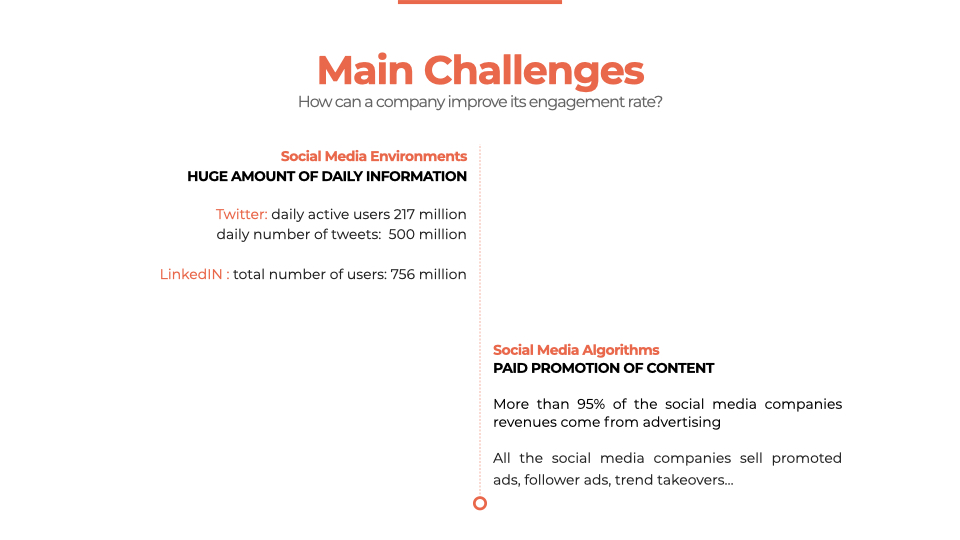 Main Challenges
How can a company improve its engagement rate?
Social Media Environments
HUGE AMOUNT OF DAILY INFORMATION
Twitter: daily active users 217 million
daily number of tweets:  500 million
LinkedIN : total number of users: 756 million
Social Media Algorithms
PAID PROMOTION OF CONTENT
More than 95% of the social media companies
revenues come from advertising
All the social media companies sell promoted
ads, follower ads, trend takeovers…